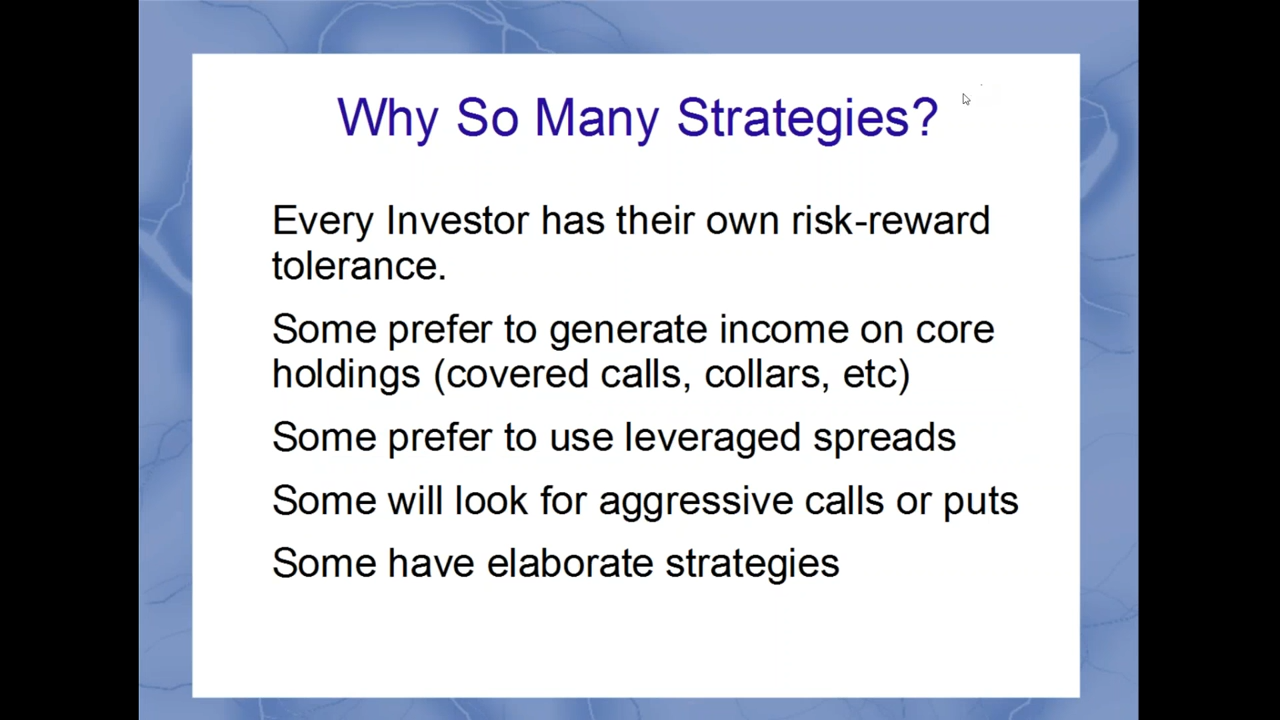 Why So Many Strategies?
Every Investor has their own risk-reward
tolerance.
Some prefer to generate income on core
holdings (covered calls, collars, etc)
Some prefer to use leveraged spreads
Some will look for aggressive calls or puts
Some have elaborate strategies